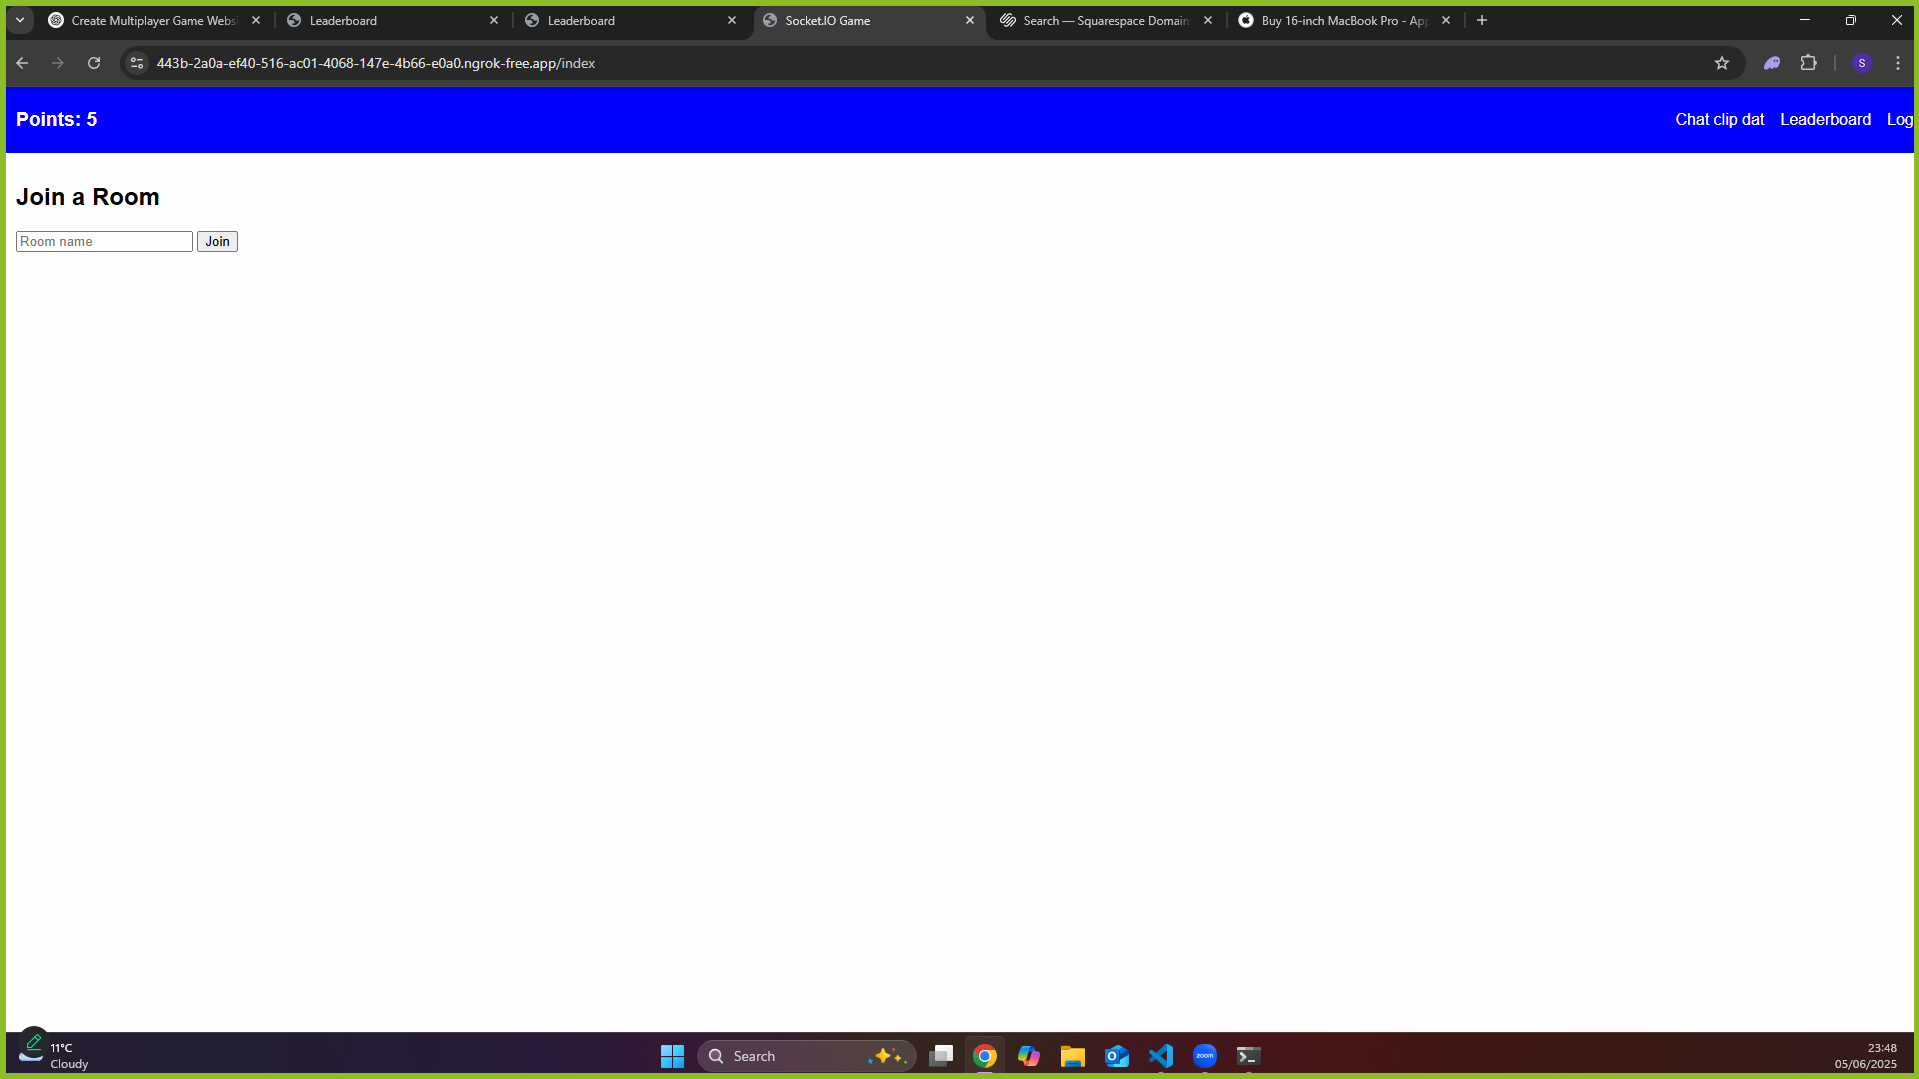 Create Multiplayer Game Webs
Leaderboard
Leaderboard
Socket.IO Game
Search — Squarespace Domain
Buy 16-inch MacBook Pro - Ap
S
443b-2a0a-ef40-516-ac01-4068-147e-4b66-e0a0.ngrok-free.app/index
Points: 5
Chat clip dat
Leaderboard
Log
Join a Room
Room name
Join
11°C
Cloudy
Search
zoom
23:48
05/06/2025